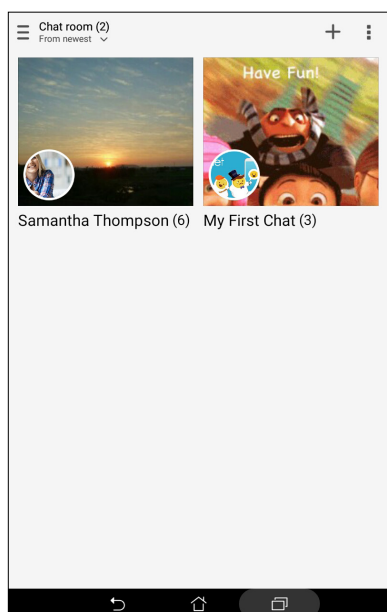 Chat room (2)
From newest
Have Fun!
Samantha Thompson (6)
My First Chat (3)